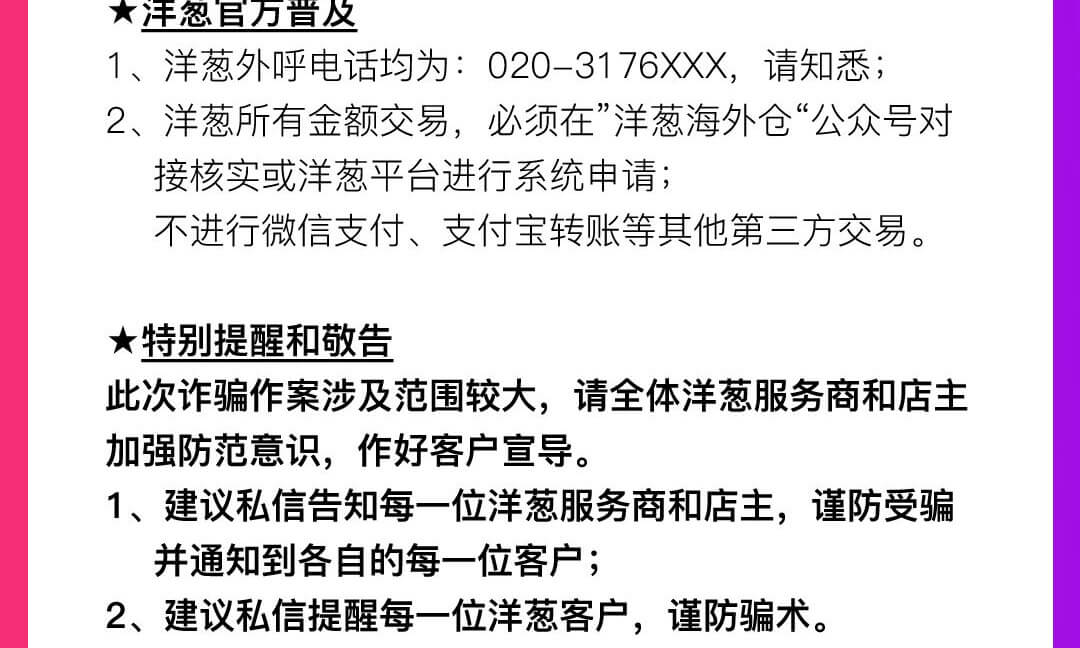 ★洋葱官方普及
1、洋葱外呼电话均为：020-3176XXX，请知悉；
2、洋葱所有金额交易，必须在”洋葱海外仓“公众号对
接核实或洋葱平台进行系统申请；
不进行微信支付、支付宝转账等其他第三方交易。
★特别提醒和敬告
此次诈骗作案涉及范围较大，请全体洋葱服务商和店主
加强防范意识，作好客户宣导。
1、建议私信告知每一位洋葱服务商和店主，谨防受骗
并通知到各自的每一位客户；
2、建议私信提醒每一位洋葱客户，谨防骗术。